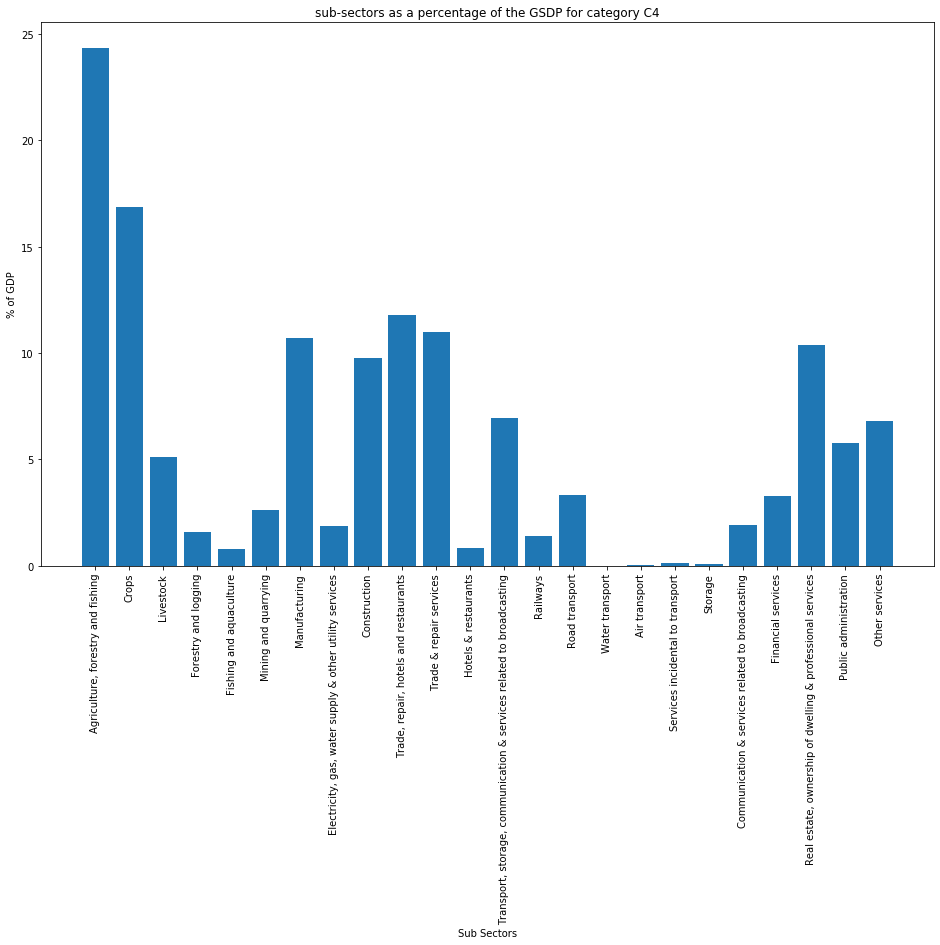 sub-sectors as a percentage of the GSDP for category C4
% of GDP
25
20
15
10
5
0
Agriculture, forestry and fishing
Crops
Livestock
Forestry and logging
Fishing and aquaculture
Mining and quarrying
Manufacturing
Electricity, gas, water supply & other utility services
Construction
Trade, repair, hotels and restaurants
Trade & repair services
Hotels & restaurants
Transport, storage, communication & services related to broadcasting
Railways
Road transport
Water transport
Air transport
Services incidental to transport
Storage
Communication & services related to broadcasting
Financial services
Real estate, ownership of dwelling & professional services
Public administration
Other services
Sub Sectors